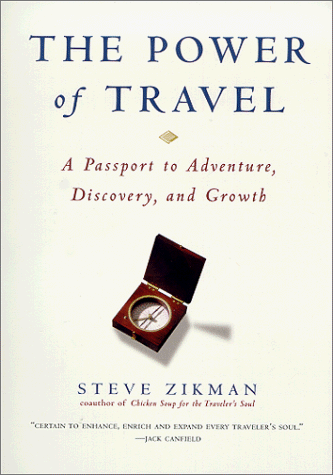 THE POWER
of TRAVEL
A Passport to Adventure,
Discovery, and Growth
STEVE ZIKMAN
coauthor of Chicken Soup for the Traveler's Soul
"CERTAIN TO ENHANCE, ENRICH AND EXPAND EVERY TRAVELER'S SOUL."
—JACK CANFIELD